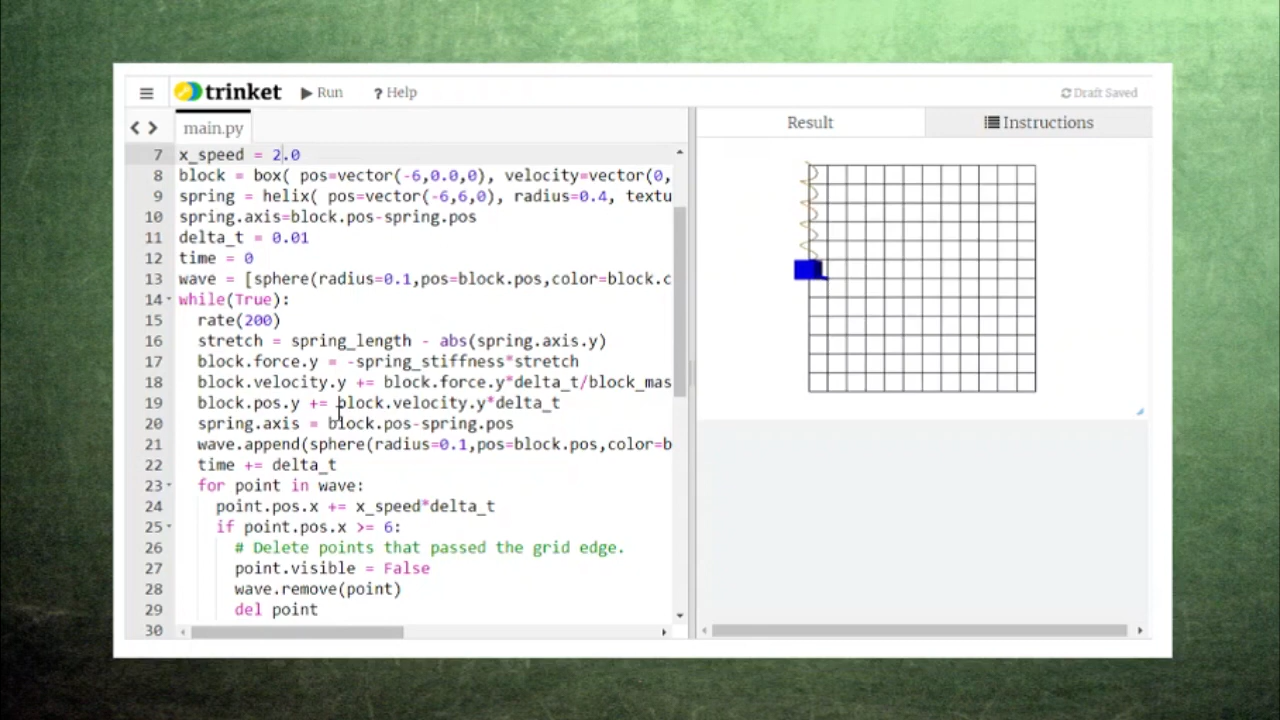 trinket
Run
Help
Draft Saved
main.py
Result
Instructions
7 x_speed = 2.0
8 block = box( pos=vector(-6,0.0,0), velocity=vector(0,
9 spring = helix( pos=vector(-6,6,0), radius=0.4, textu
10 spring.axis=block.pos-spring.pos
11 delta_t = 0.01
12 time = 0
13 wave = [sphere(radius=0.1,pos=block.pos,color=block.c
14 while(True):
15 rate(200)
16 stretch = spring_length - abs(spring.axis.y)
17 block.force.y = -spring_stiffness*stretch
18 block.velocity.y += block.force.y*delta_t/block_mas
19 block.pos.y += block.velocity.y*delta_t
20 spring.axis = block.pos-spring.pos
21 wave.append(sphere(radius=0.1,pos=block.pos,color=b
22 time += delta_t
23 for point in wave:
24 point.pos.x += x_speed*delta_t
25 if point.pos.x >= 6:
26 # Delete points that passed the grid edge.
27 point.visible = False
28 wave.remove(point)
29 del point
30